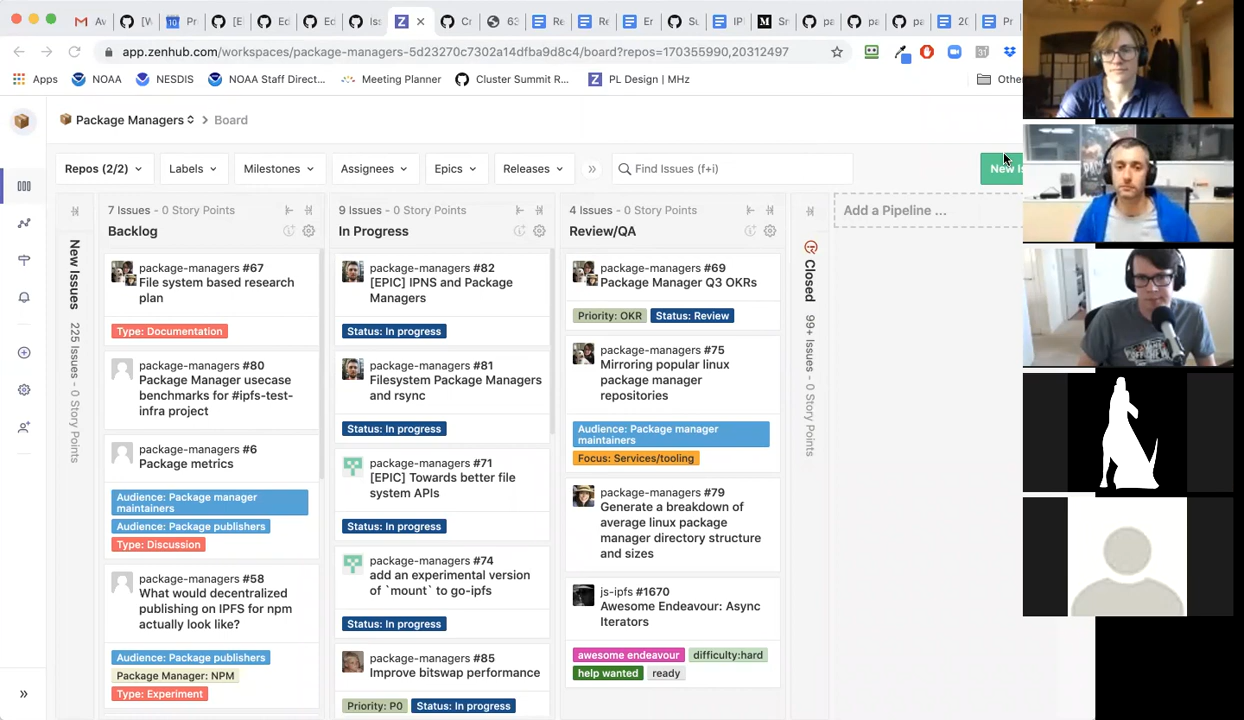 app.zenhub.com/workspaces/package-managers-5d23270c7302a14dfba9d8c4/board?repos=170355990,20312497
Apps NOAA NESDIS NOAA Staff Direct... Meeting Planner Cluster Summit R... PL Design | MHz
Package Managers > Board
Repos (2/2) Labels Milestones Assignees Epics Releases » Find Issues (f+i)
New Issues
225 Issues - 0 Story Points
7 Issues - 0 Story Points
Backlog
package-managers #67
File system based research
plan
Type: Documentation
package-managers #80
Package Manager usecase
benchmarks for #ipfs-test-
infra project
package-managers #6
Package metrics
Audience: Package manager
maintainers
Audience: Package publishers
Type: Discussion
package-managers #58
What would decentralized
publishing on IPFS for npm
actually look like?
Audience: Package publishers
Package Manager: NPM
Type: Experiment
9 Issues - 0 Story Points
In Progress
package-managers #82
[EPIC] IPNS and Package
Managers
Status: In progress
package-managers #81
Filesystem Package Managers
and rsync
Status: In progress
package-managers #71
[EPIC] Towards better file
system APIs
Status: In progress
package-managers #74
add an experimental version
of `mount` to go-ipfs
Status: In progress
package-managers #85
Improve bitswap performance
Priority: P0 Status: In progress
4 Issues - 0 Story Points
Review/QA
package-managers #69
Package Manager Q3 OKRs
Priority: OKR Status: Review
package-managers #75
Mirroring popular linux
package manager
repositories
Audience: Package manager
maintainers
Focus: Services/tooling
package-managers #79
Generate a breakdown of
average linux package
manager directory structure
and sizes
js-ipfs #1670
Awesome Endeavour: Async
Iterators
awesome endeavour difficulty:hard
help wanted ready
Closed
99+ Issues - 0 Story Points
Add a Pipeline ...